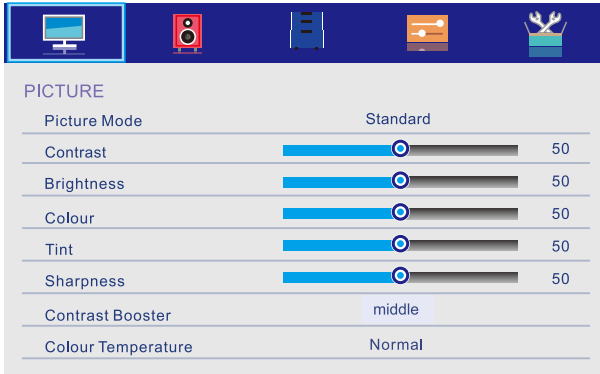 PICTURE
Picture Mode Standard
Contrast 50
Brightness 50
Colour 50
Tint 50
Sharpness 50
Contrast Booster middle
Colour Temperature Normal